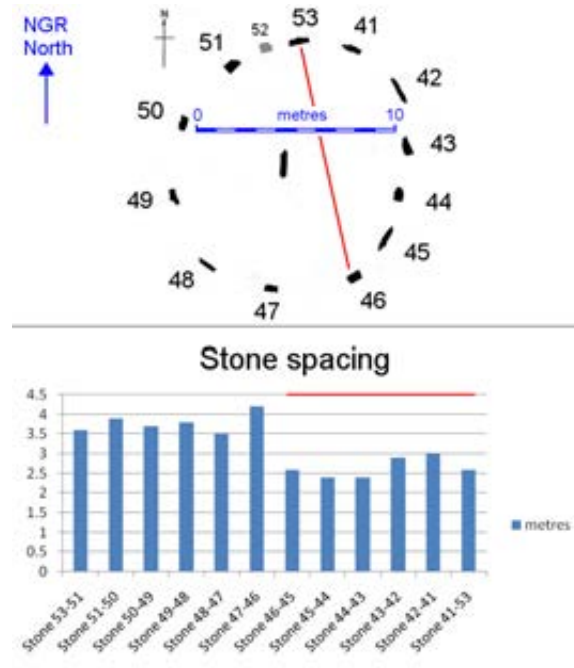 NGR
North
N
53
41
52
51
42
50
0
metres
10
43
49
44
45
48
46
47
Stone spacing
4.5
4
3.5
3
2.5
2
1.5
1
0.5
0
metres
Stone 53-51
Stone 51-50
Stone 50-49
Stone 49-48
Stone 48-47
Stone 47-46
Stone 46-45
Stone 45-44
Stone 44-43
Stone 43-42
Stone 42-41
Stone 41-53